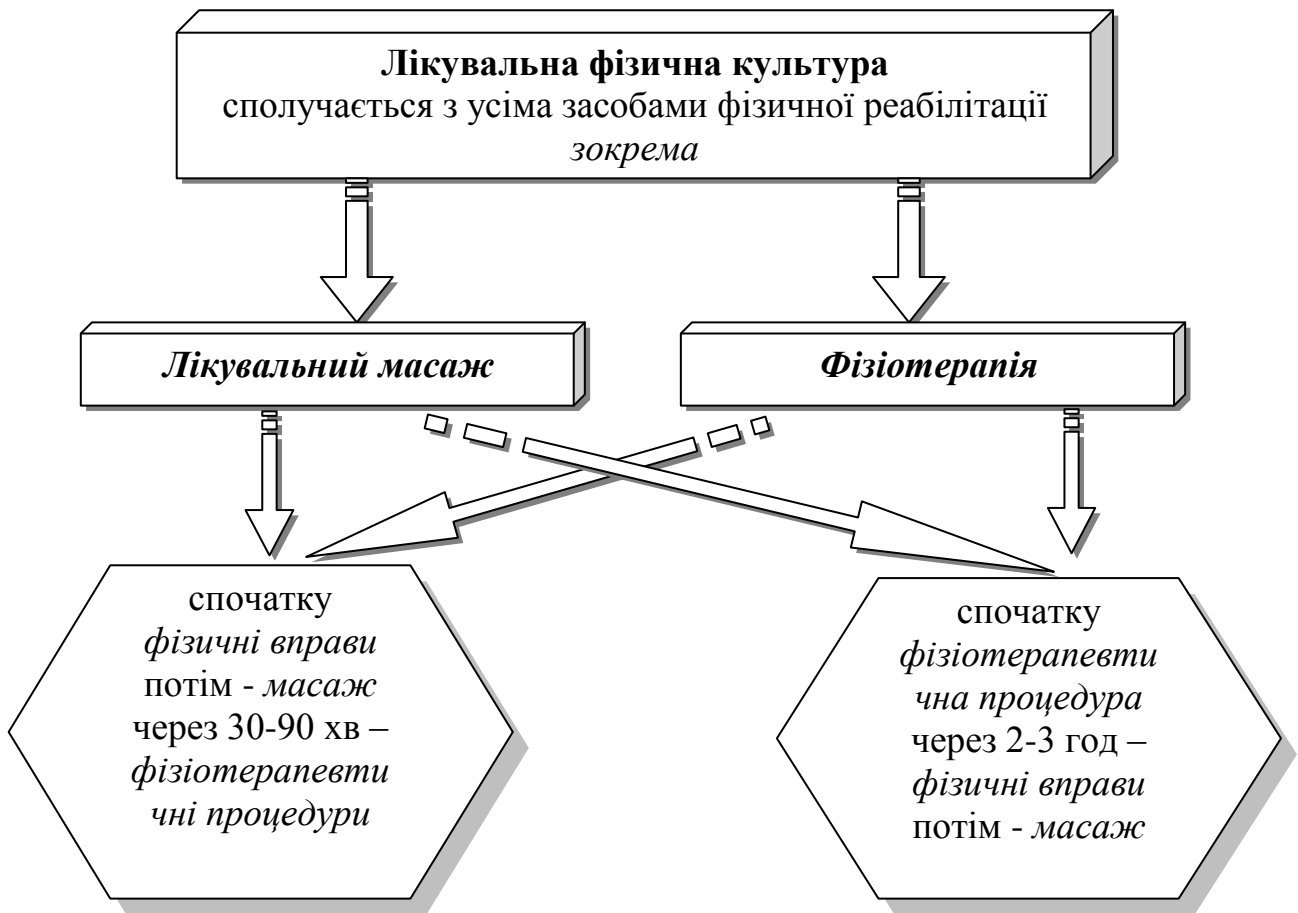 Лікувальна фізична культура
сполучається з усіма засобами фізичної реабілітації
зокрема
Лікувальний масаж
Фізіотерапія
спочатку
фізичні вправи
потім - масаж
через 30-90 хв –
фізіотерапевти
чні процедури
спочатку
фізіотерапевти
чна процедура
через 2-3 год –
фізичні вправи
потім - масаж